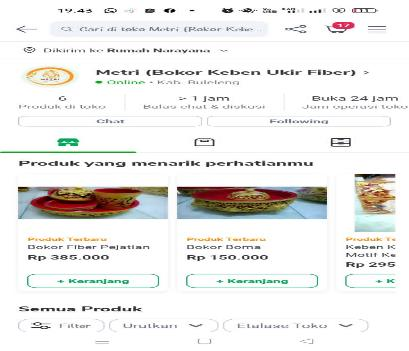 19.43
Cari di toko Metri (Bokor Kebe...
17
Dikirim ke Rumah Narayana
Metri (Bokor Keben Ukir Fiber) >
Online • Kab. Buleleng
6
Produk di toko
> 1 jam
Balas chat & diskusi
Buka 24 jam
Jam operasi toko
Chat
Following
Produk yang menarik perhatianmu
Produk Terbaru
Bokor Fiber Pejatian
Rp 385.000
+ Keranjang
Produk Terbaru
Bokor Boma
Rp 150.000
+ Keranjang
Produk Te
Keben K
Motif Ke
Rp 295
+ K
Semua Produk
Filter
Urutkan
Etalase Toko